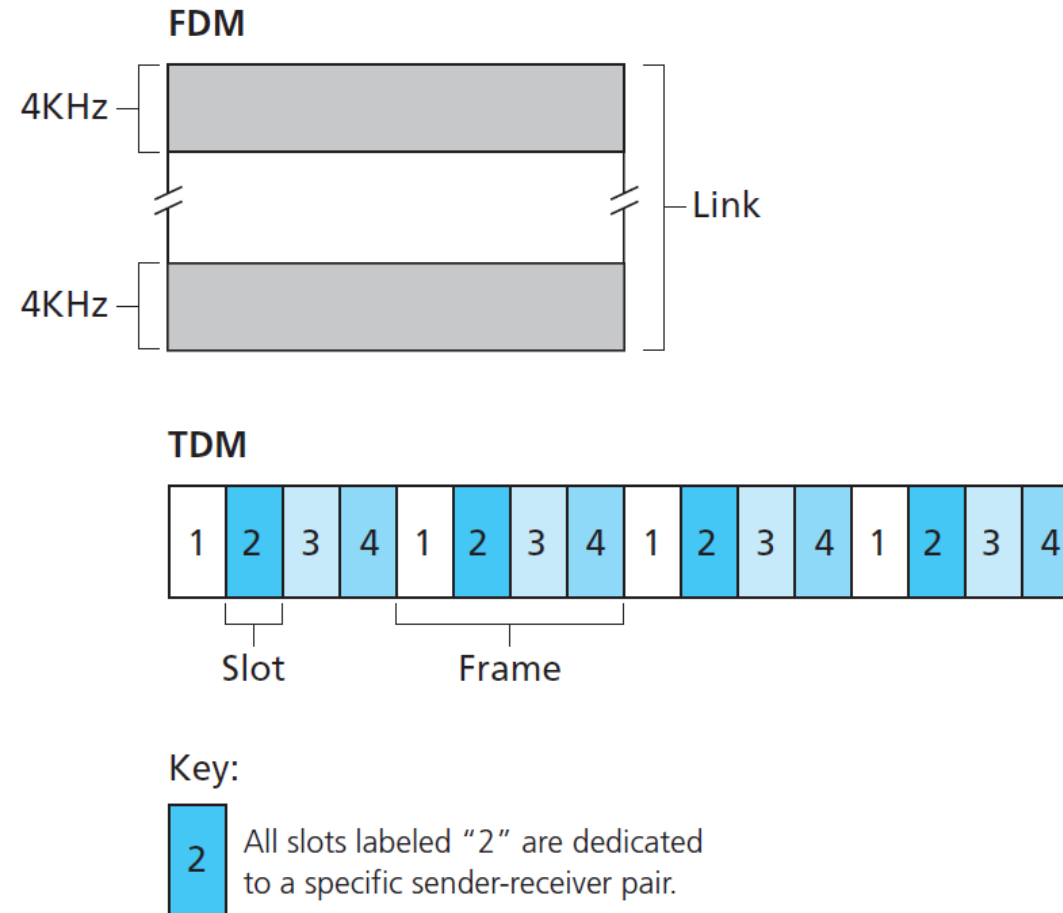 FDM
4KHz
Link
4KHz
TDM
1 2 3 4 1 2 3 4 1 2 3 4 1 2 3 4
Slot
Frame
Key:
2
All slots labeled “2” are dedicated
to a specific sender-receiver pair.